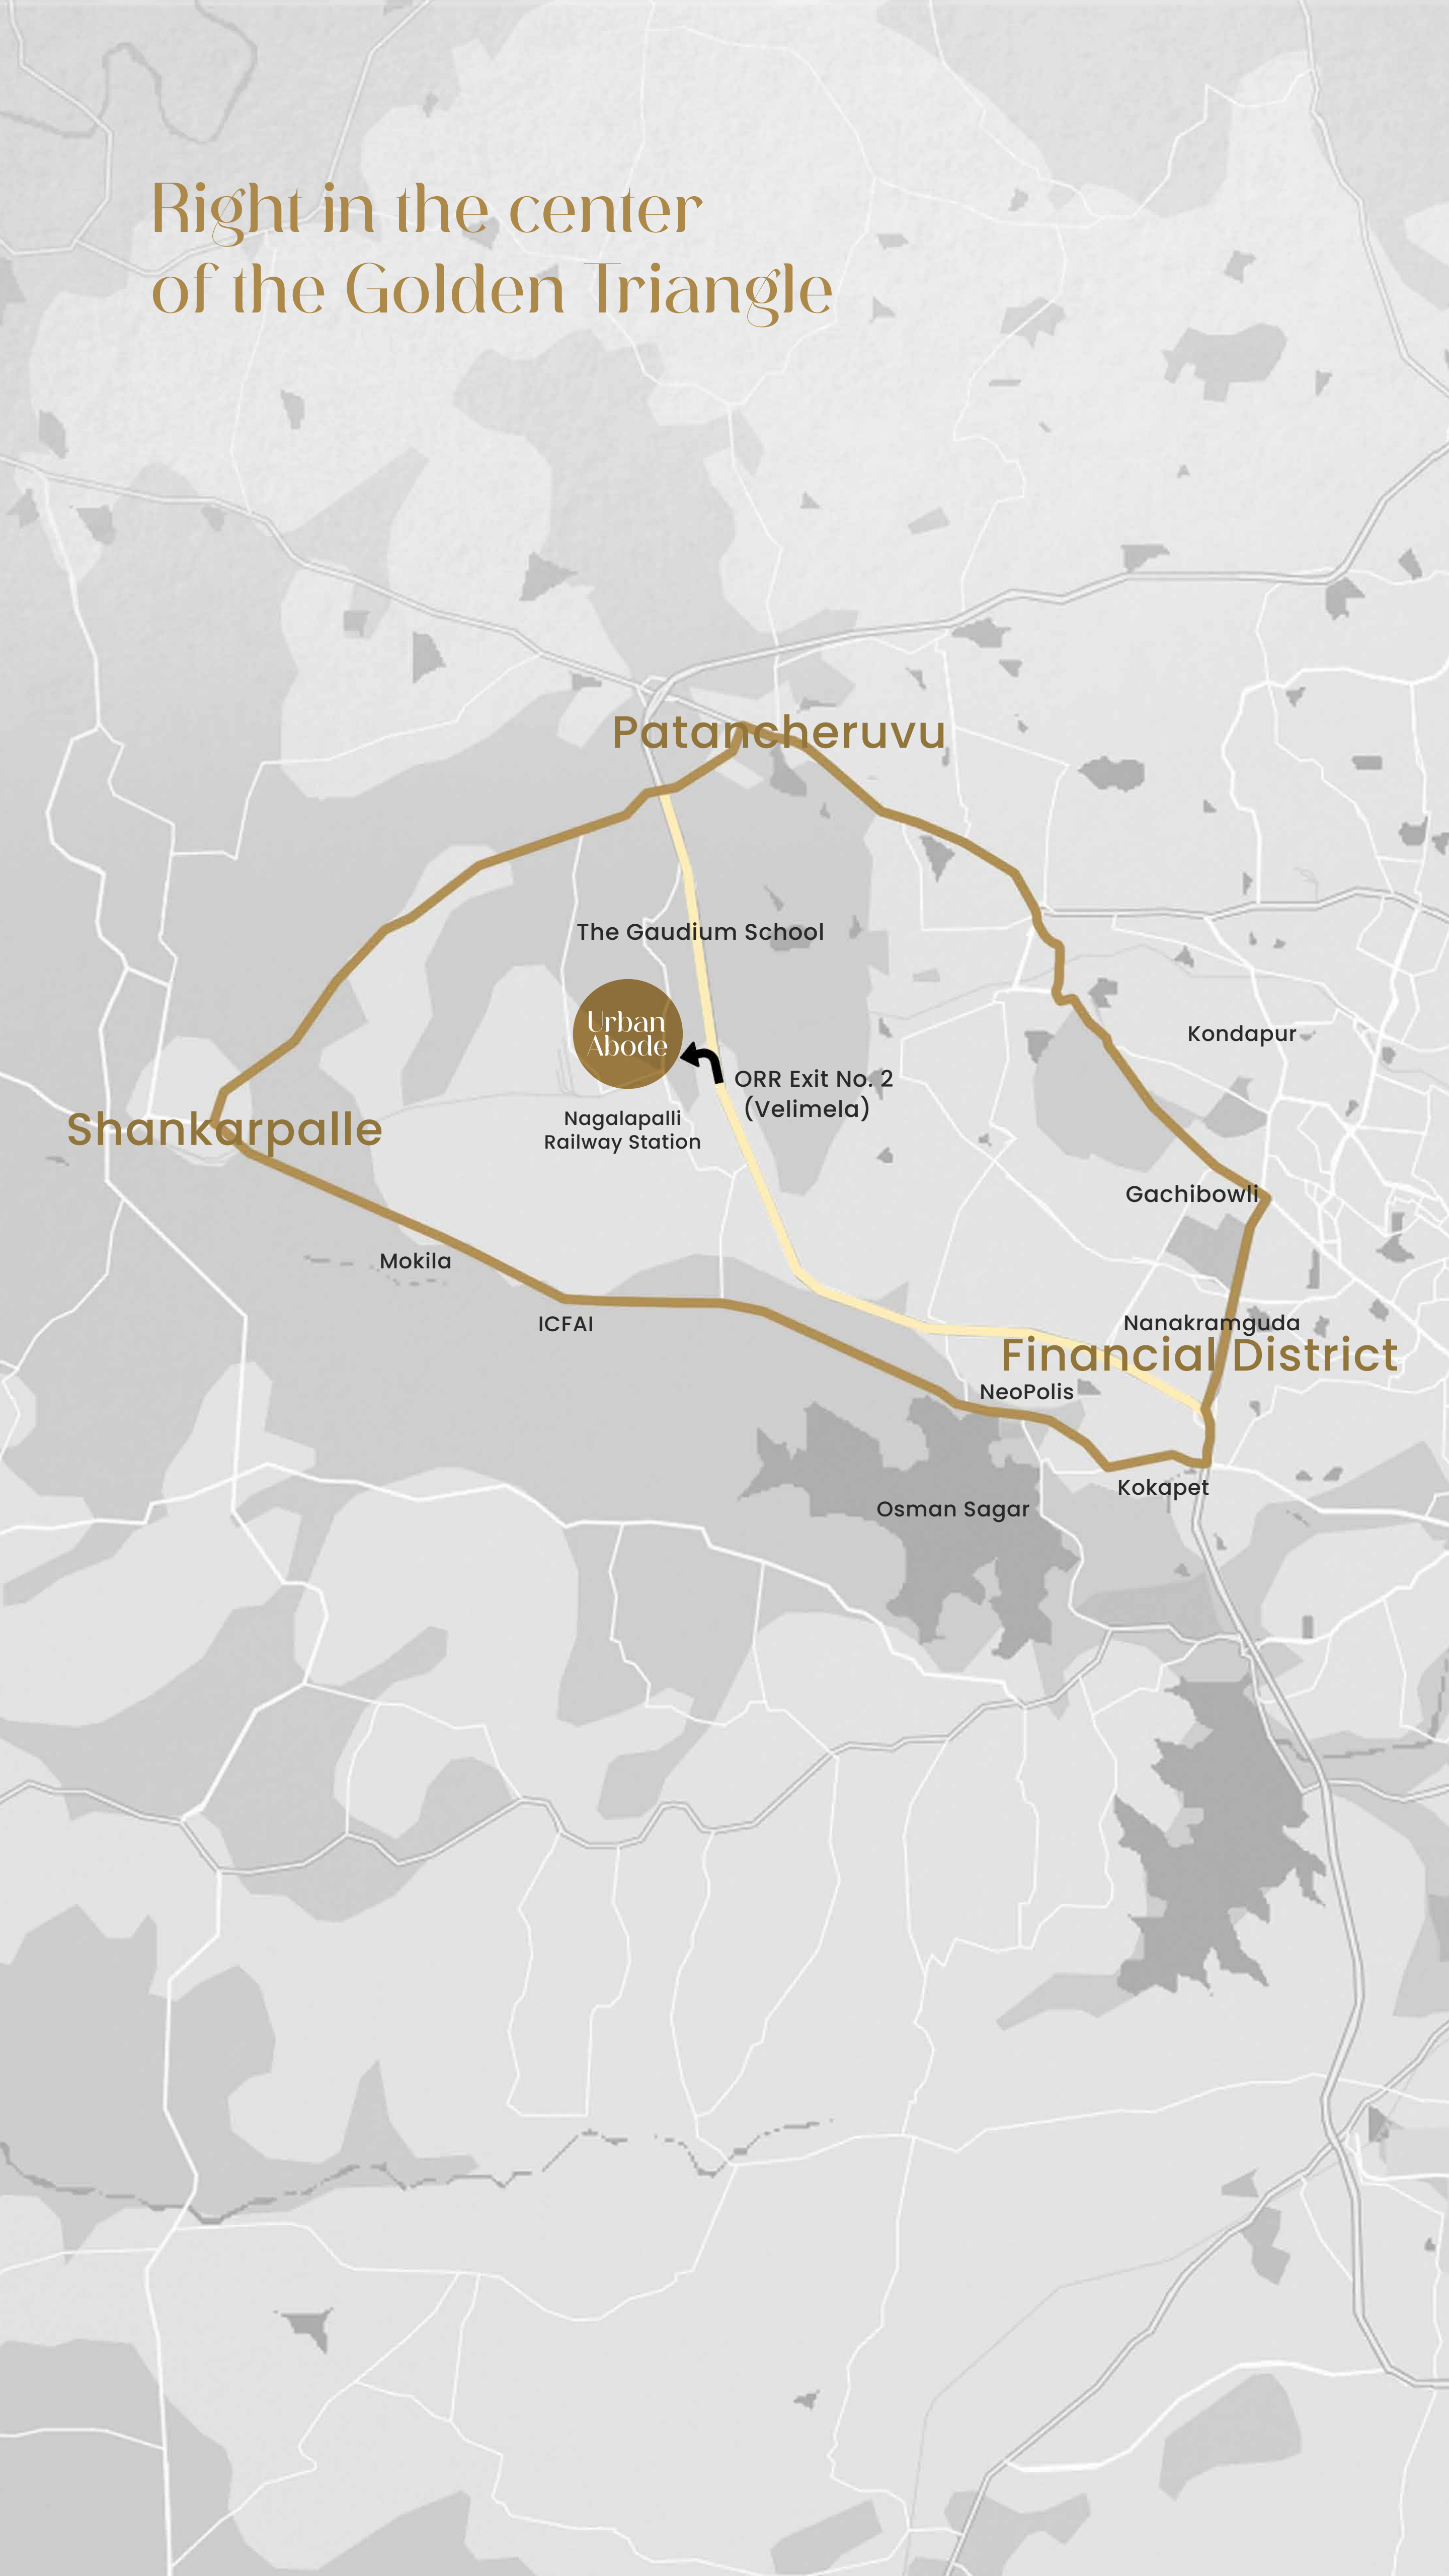 Right in the center
of the Golden Triangle
Patancheruvu
The Gaudium School
Urban
Abode
Kondapur
ORR Exit No. 2
(Velimela)
Nagalapalli
Railway Station
Shankarpalle
Gachibowli
Mokila
ICFAI
Nanakramguda
Financial District
NeoPolis
Kokapet
Osman Sagar